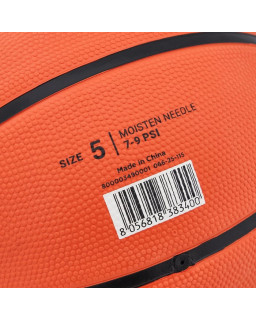 SIZE 5
MOISTEN NEEDLE
7-9 PSI
Made in China
8 056818 383400